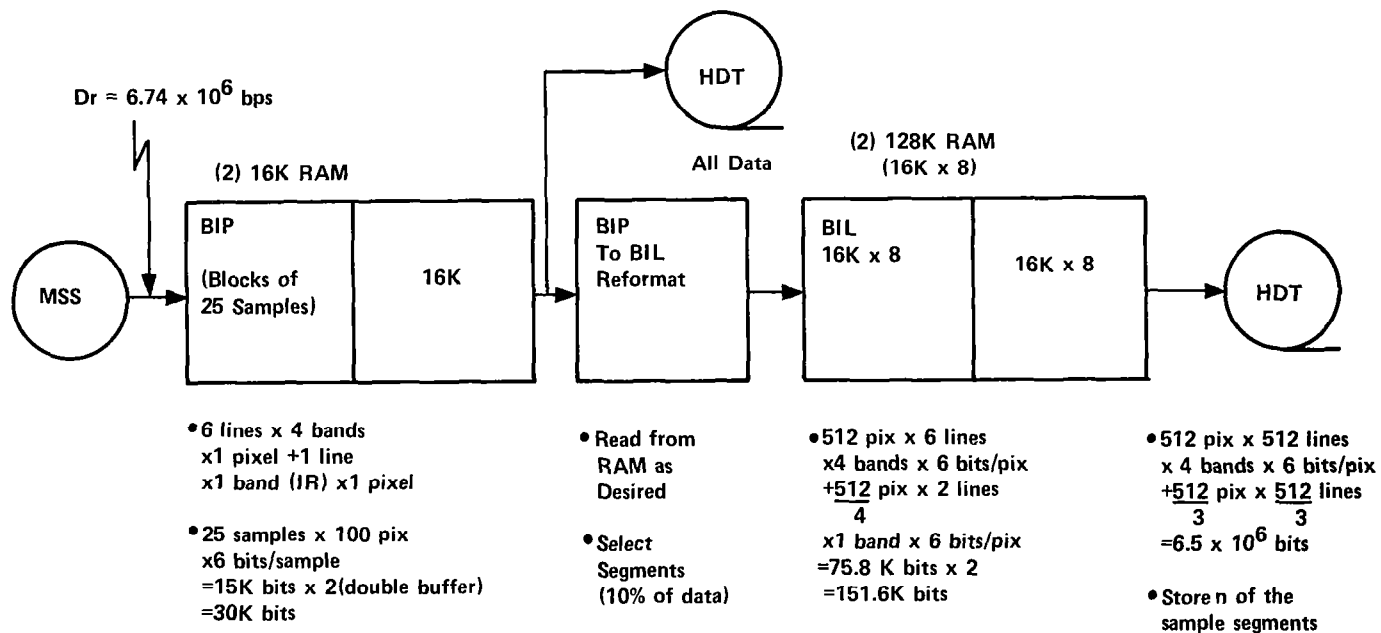 HDT
Dr = 6.74 x 10⁶ bps
All Data
(2) 128K RAM
(16K x 8)
(2) 16K RAM
MSS
BIP
(Blocks of
25 Samples)
16K
BIP
To BIL
Reformat
BIL
16K x 8
16K x 8
HDT
•6 lines x 4 bands
x1 pixel +1 line
x1 band (IR) x1 pixel
•25 samples x 100 pix
x6 bits/sample
=15K bits x 2(double buffer)
=30K bits
•Read from
RAM as
Desired
•Select
Segments
(10% of data)
•512 pix x 6 lines
x4 bands x 6 bits/pix
+512 pix x 2 lines
4
x1 band x 6 bits/pix
=75.8 K bits x 2
=151.6K bits
•512 pix x 512 lines
x 4 bands x 6 bits/pix
+512 pix x 512 lines
3 3
=6.5 x 10⁶ bits
•Store n of the
sample segments